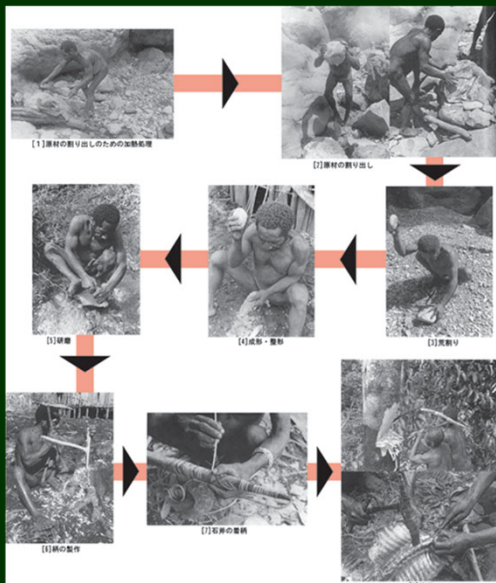 [1]原材の割り出しのための加熱処理
[2]原材の割り出し
[3]荒割り
[4]成形・整形
[5]研磨
[6]柄の製作
[7]石斧の着柄